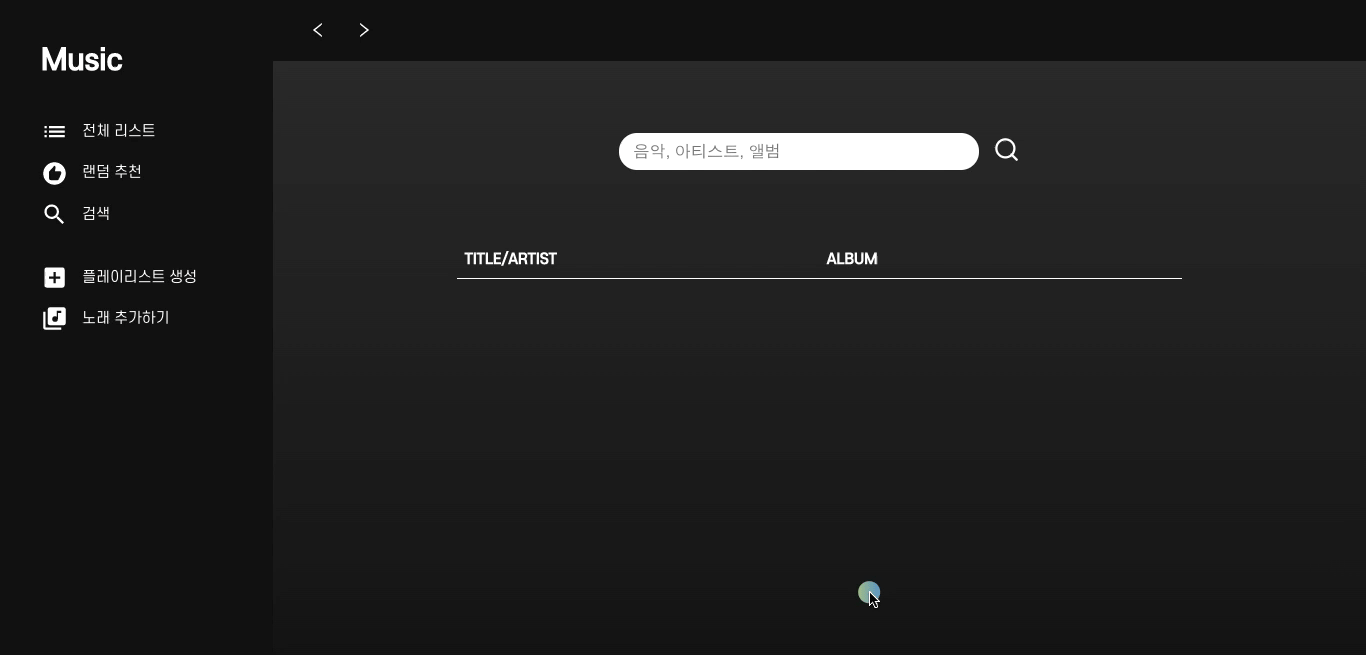 Music
전체 리스트
랜덤 추천
검색
플레이리스트 생성
노래 추가하기
음악, 아티스트, 앨범
TITLE/ARTIST
ALBUM